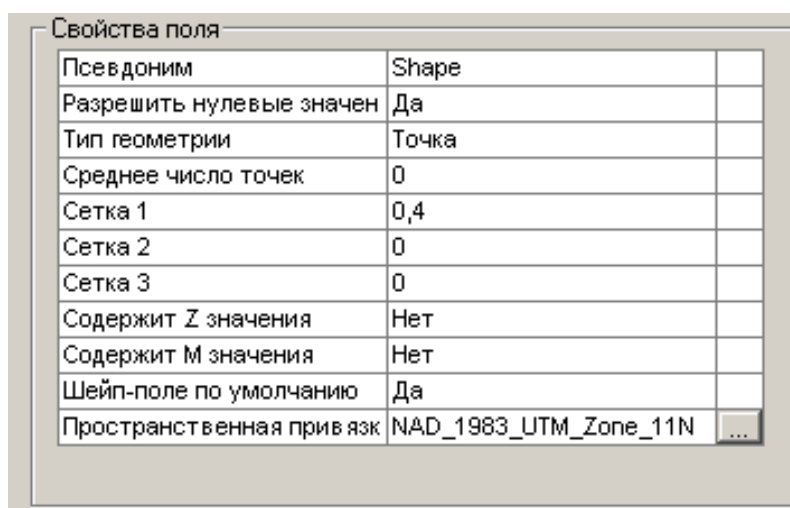 Свойства поля
Псевдоним Shape
Разрешить нулевые значен Да
Тип геометрии Точка
Среднее число точек 0
Сетка 1 0,4
Сетка 2 0
Сетка 3 0
Содержит Z значения Нет
Содержит M значения Нет
Шейп-поле по умолчанию Да
Пространственная привязк NAD_1983_UTM_Zone_11N ...